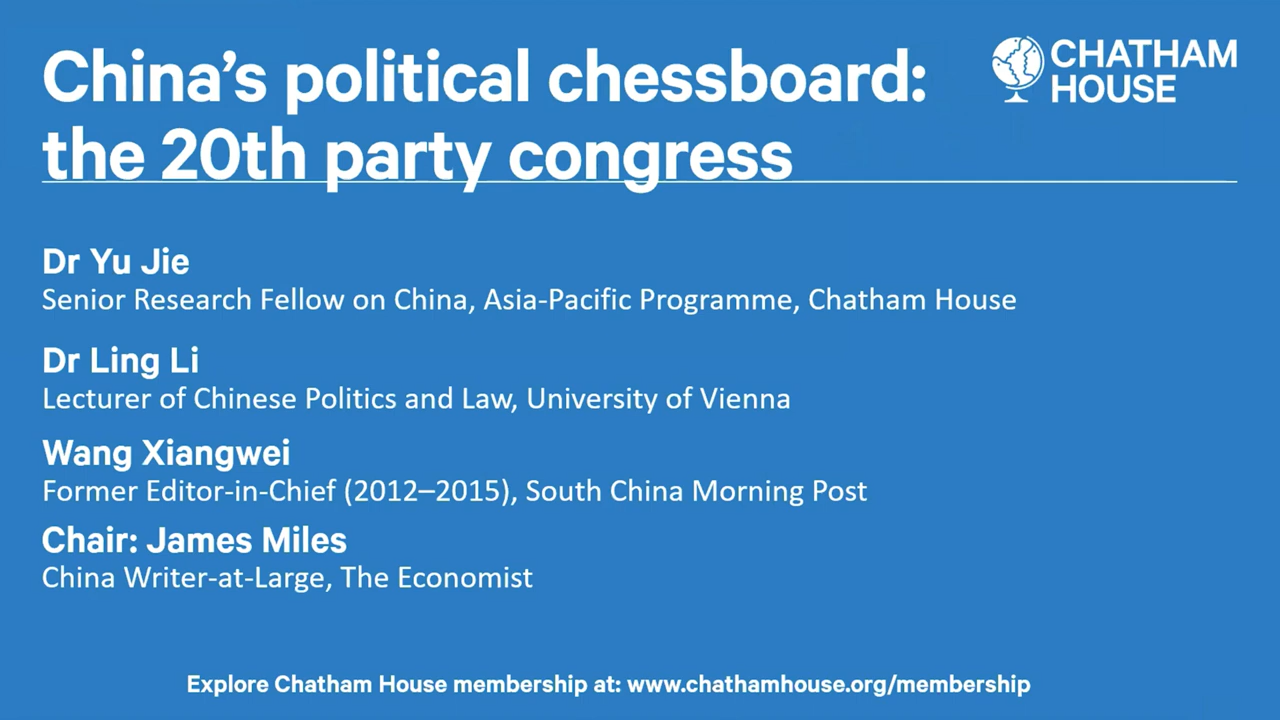 China’s political chessboard:
the 20th party congress
CHATHAM
HOUSE
Dr Yu Jie
Senior Research Fellow on China, Asia-Pacific Programme, Chatham House
Dr Ling Li
Lecturer of Chinese Politics and Law, University of Vienna
Wang Xiangwei
Former Editor-in-Chief (2012–2015), South China Morning Post
Chair: James Miles
China Writer-at-Large, The Economist
Explore Chatham House membership at: www.chathamhouse.org/membership